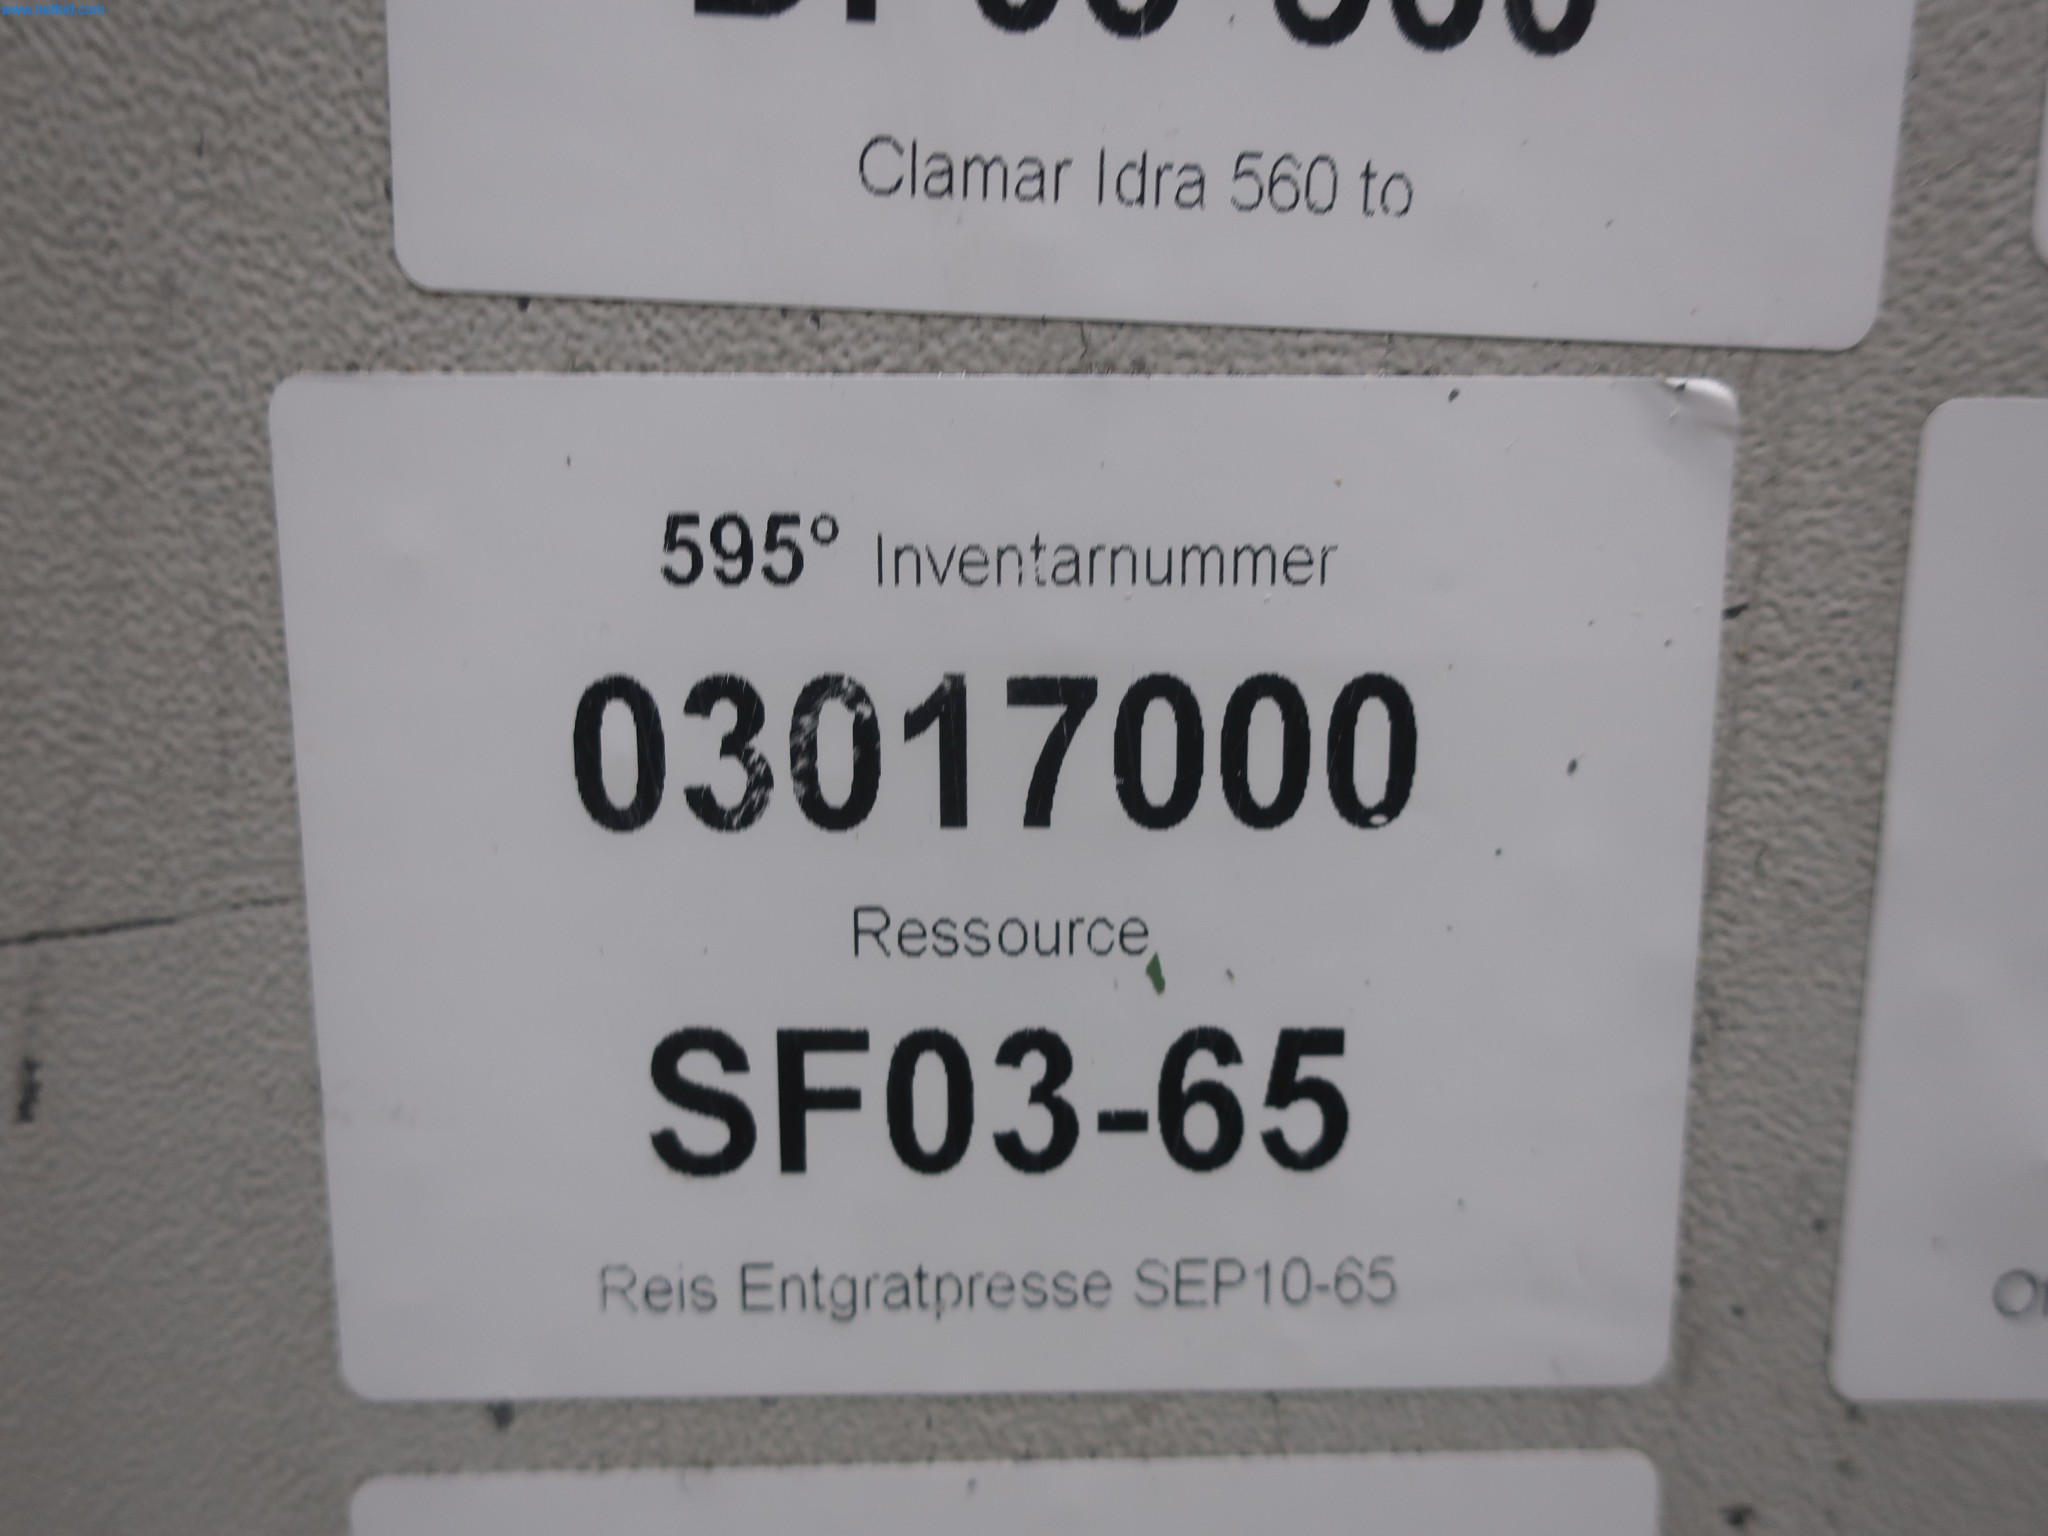 Clamar Idra 560 to
595° Inventarnummer
03017000
Ressource
SF03-65
Reis Entgratpresse SEP10-65